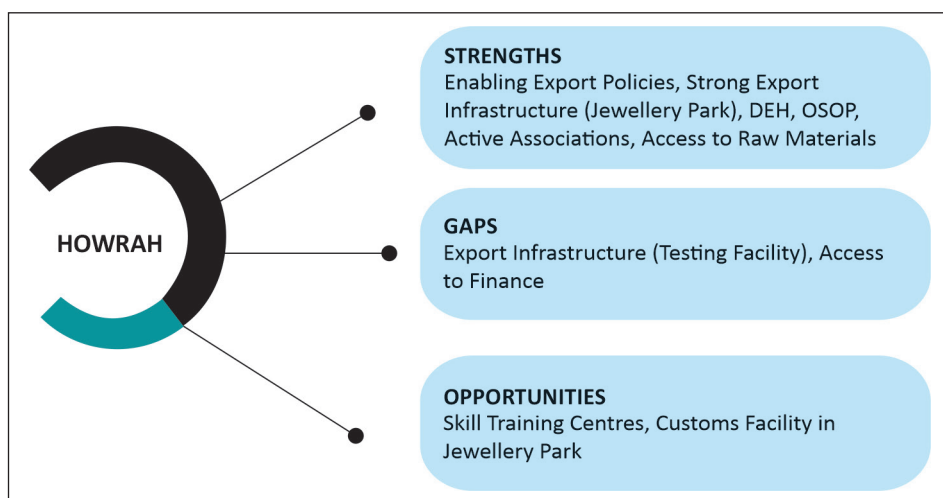 HOWRAH
STRENGTHS
Enabling Export Policies, Strong Export
Infrastructure (Jewellery Park), DEH, OSOP,
Active Associations, Access to Raw Materials
GAPS
Export Infrastructure (Testing Facility), Access
to Finance
OPPORTUNITIES
Skill Training Centres, Customs Facility in
Jewellery Park